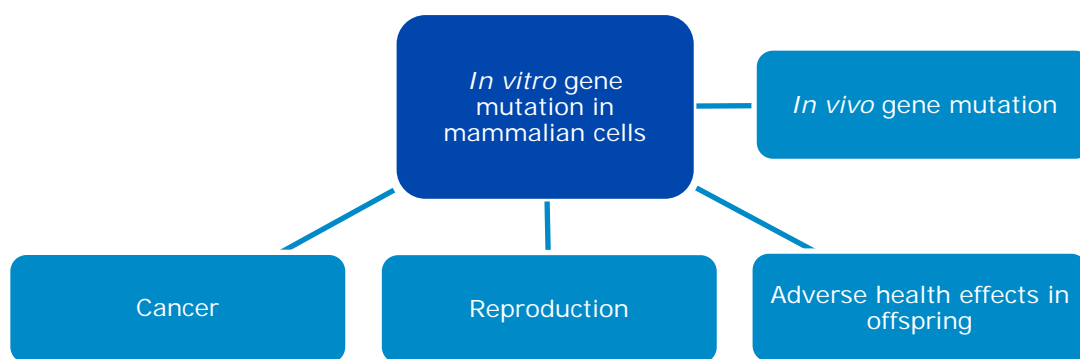 In vitro gene
mutation in
mammalian cells
In vivo gene mutation
Cancer
Reproduction
Adverse health effects in
offspring